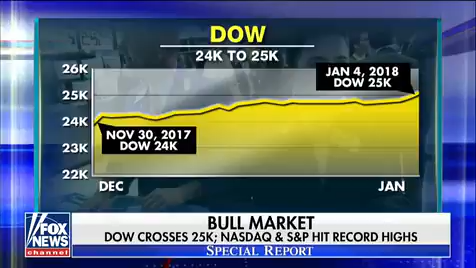 DOW
24K TO 25K
26K
25K
24K
23K
22K
JAN 4, 2018
DOW 25K
NOV 30, 2017
DOW 24K
DEC
JAN
FOX
NEWS
channel
BULL MARKET
DOW CROSSES 25K; NASDAQ & S&P HIT RECORD HIGHS
SPECIAL REPORT